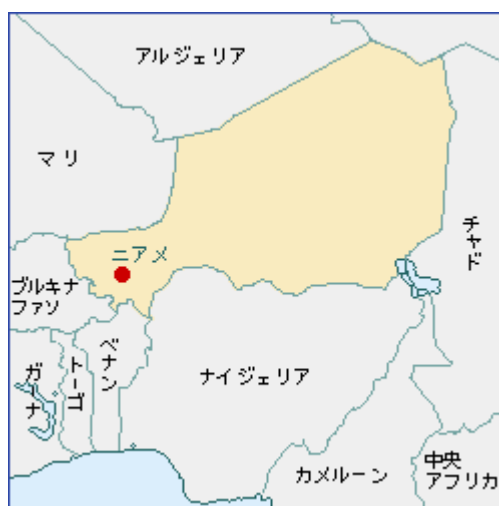 アルジェリア
マリ
チャド
ニアメ
ブルキナ
ファソ
ベナン
トーゴ
ガーナ
ナイジェリア
カメルーン
中央
アフリカ